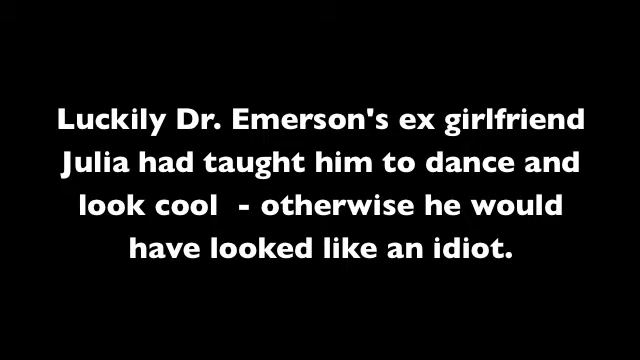 Luckily Dr. Emerson's ex girlfriend
Julia had taught him to dance and
look cool  - otherwise he would
have looked like an idiot.